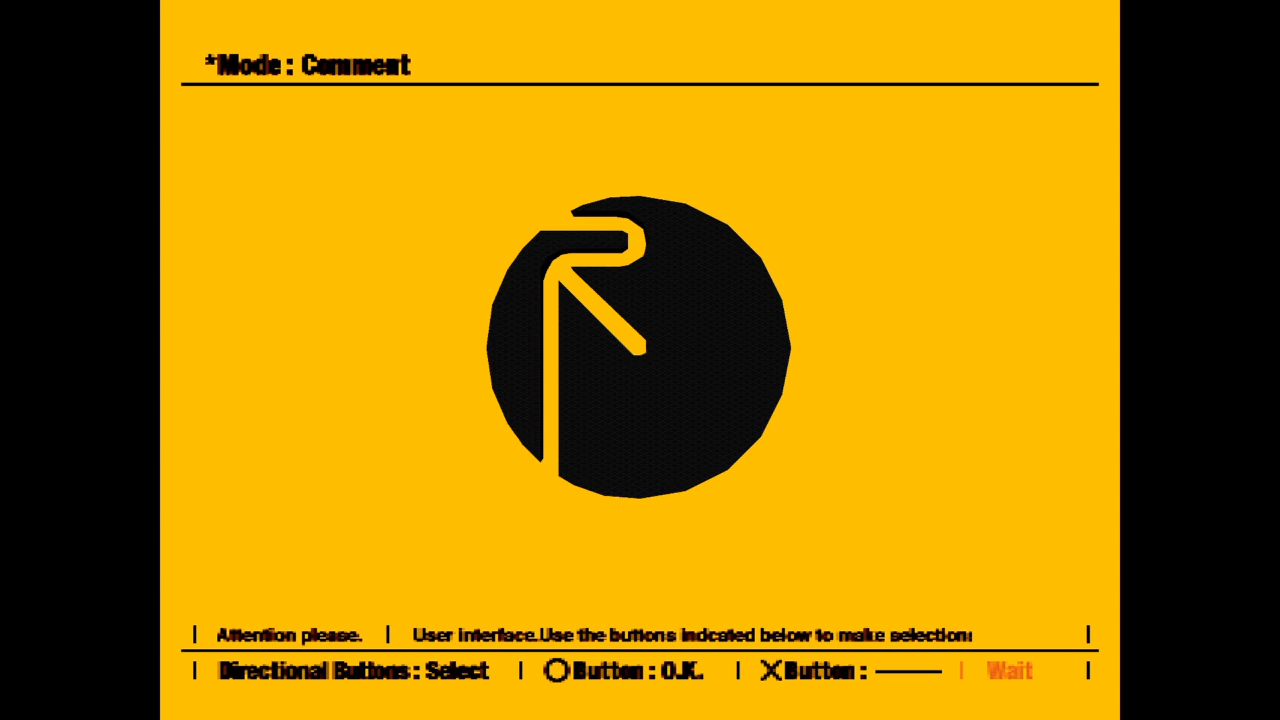 *Mode : Comment
| Attention please. | User interface.Use the buttons indcated below to make selection: |
| Directional Buttons : Select | ◯Button : O.K. | ╳Button : ——— | Wait |